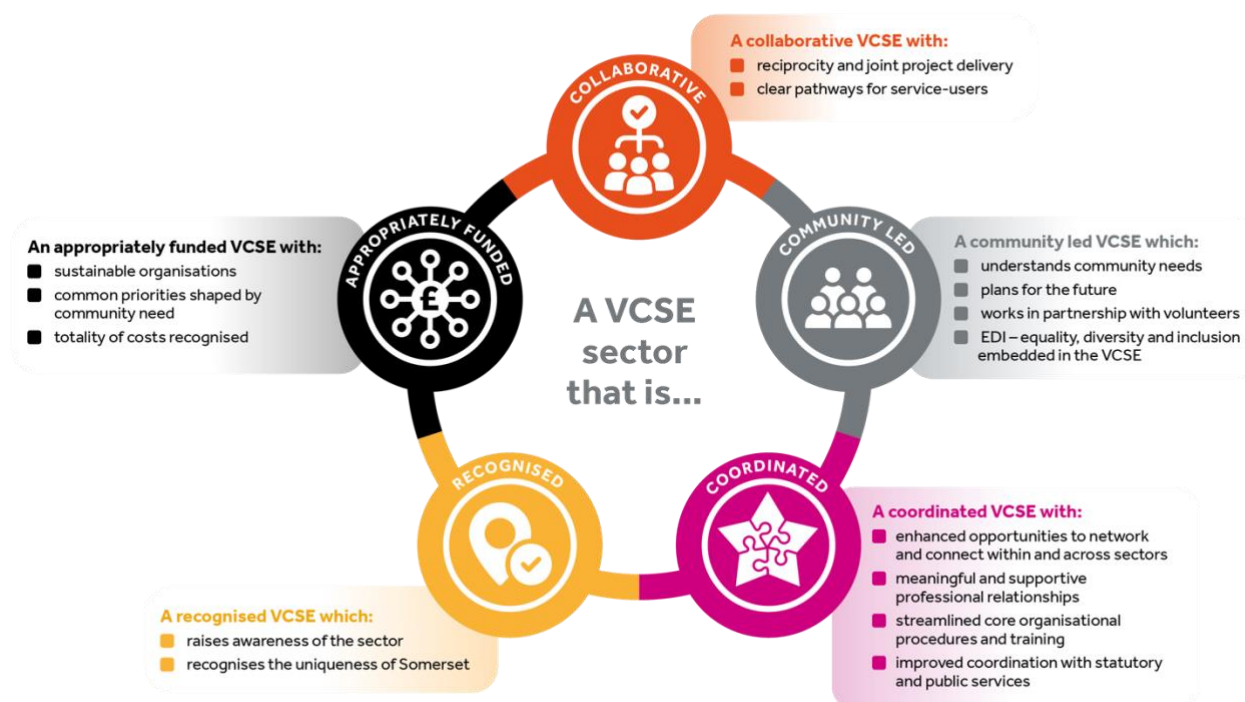 A collaborative VCSE with:
reciprocity and joint project delivery
clear pathways for service-users
COLLABORATIVE
APPROPRIATELY FUNDED
COMMUNITY LED
An appropriately funded VCSE with:
sustainable organisations
common priorities shaped by
community need
totality of costs recognised
A VCSE
sector
that is...
A community led VCSE which:
understands community needs
plans for the future
works in partnership with volunteers
EDI – equality, diversity and inclusion
embedded in the VCSE
£
RECOGNISED
COORDINATED
A coordinated VCSE with:
enhanced opportunities to network
and connect within and across sectors
meaningful and supportive
professional relationships
streamlined core organisational
procedures and training
improved coordination with statutory
and public services
A recognised VCSE which:
raises awareness of the sector
recognises the uniqueness of Somerset